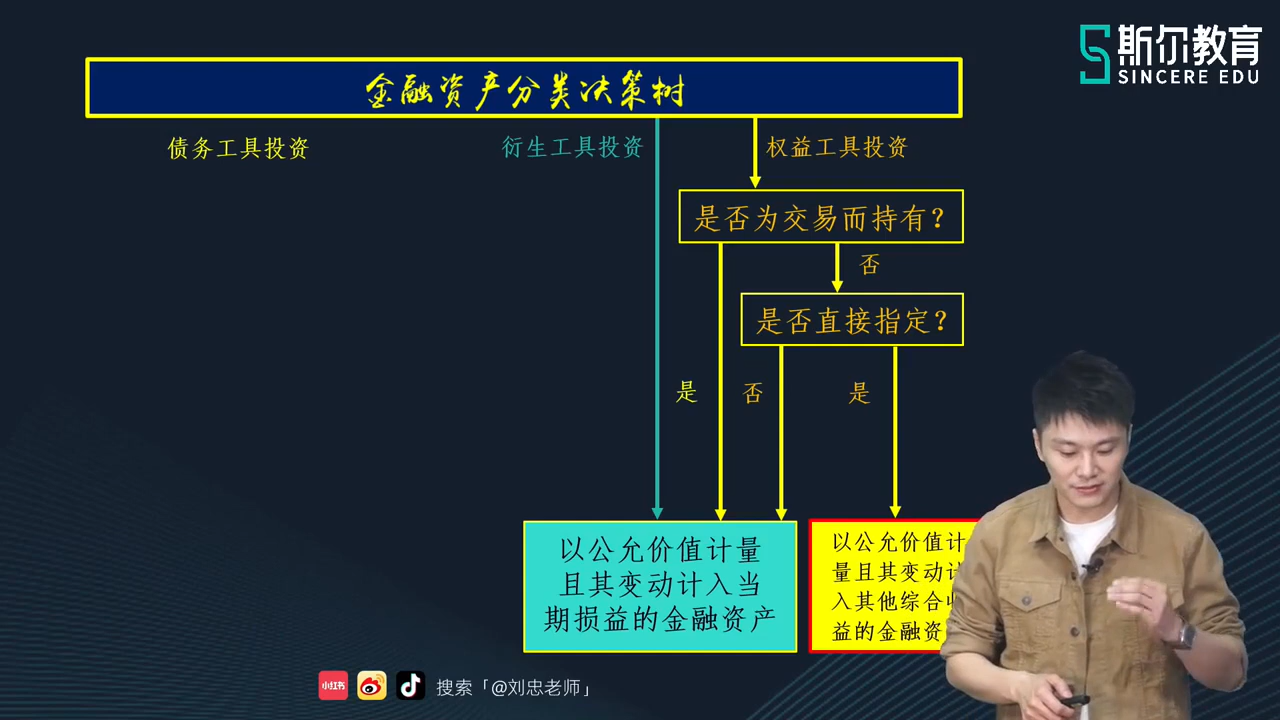 斯尔教育
SINCERE EDU
金融资产分类决策树
债务工具投资
衍生工具投资
权益工具投资
是否为交易而持有？
否
是否直接指定？
是
否
是
以公允价值计量
且其变动计入当
期损益的金融资产
以公允价值计
量且其变动计
入其他综合收
益的金融资
小红书
搜索「@刘忠老师」